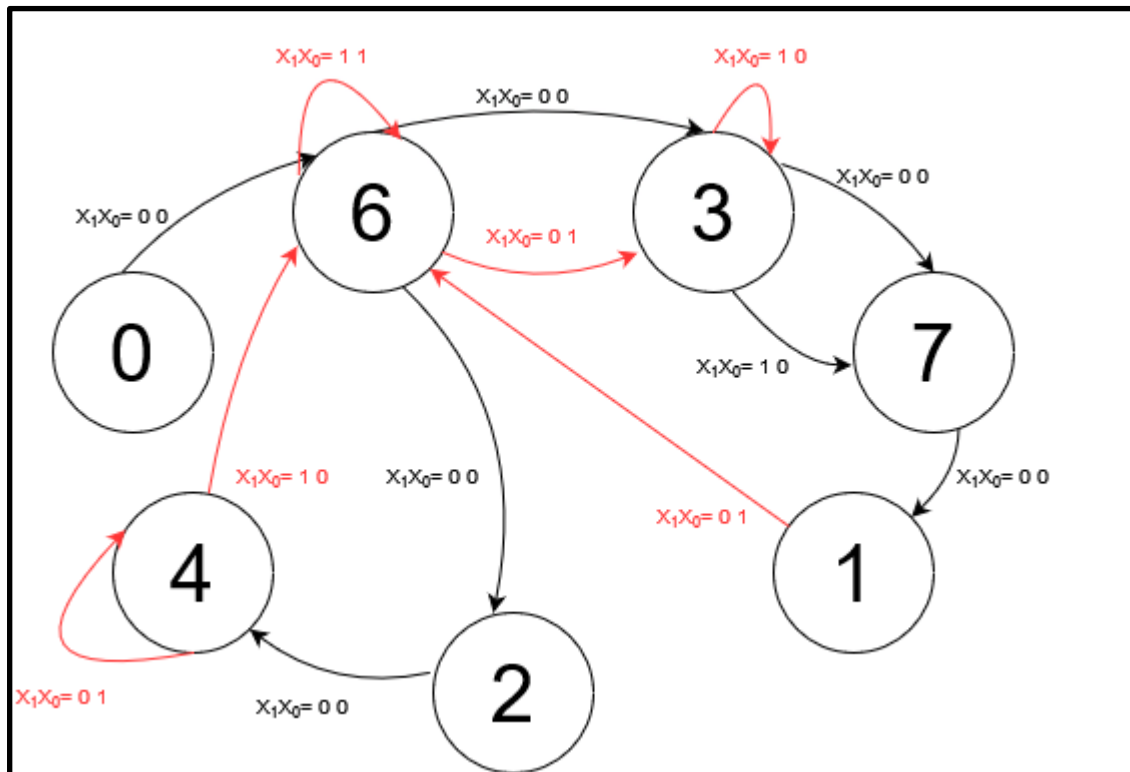 X₁X₀= 1 1
X₁X₀= 1 0
X₁X₀= 0 0
X₁X₀= 0 0
X₁X₀= 0 0
6
3
X₁X₀= 0 1
0
7
X₁X₀= 1 0
X₁X₀= 1 0
X₁X₀= 0 0
X₁X₀= 0 0
X₁X₀= 0 1
4
1
X₁X₀= 0 1
X₁X₀= 0 0
2